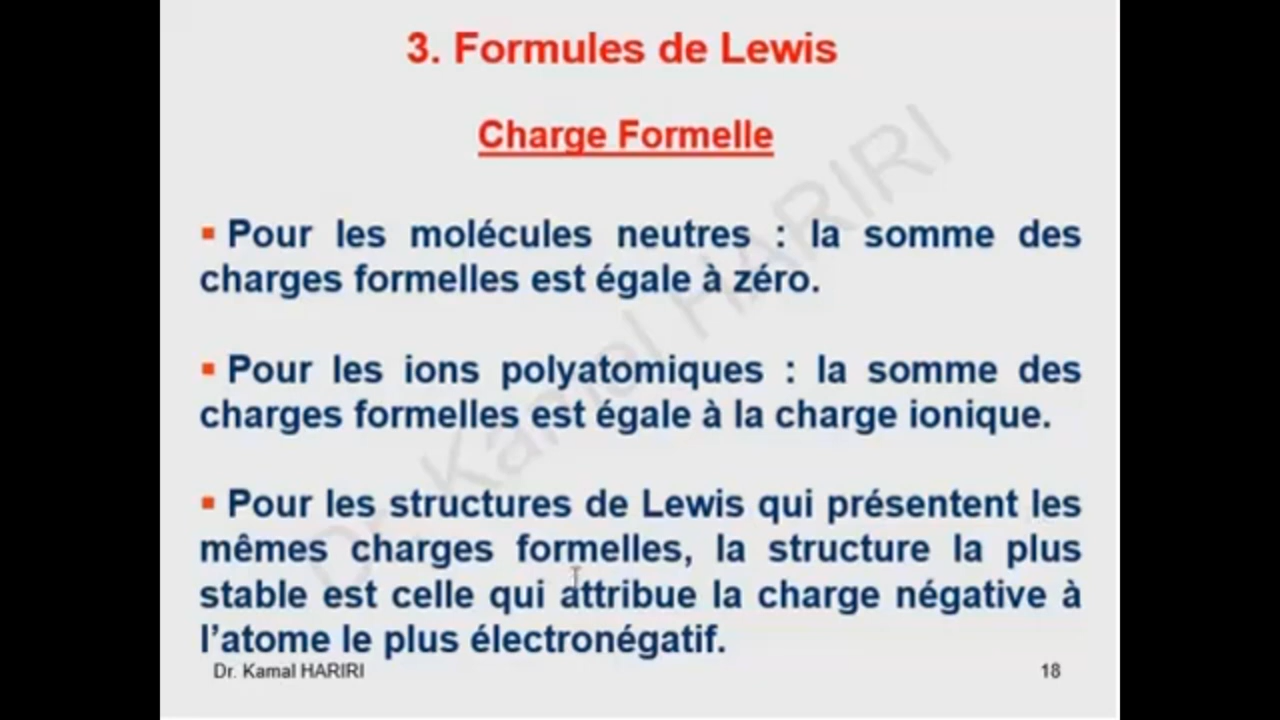 3. Formules de Lewis
Charge Formelle
▪ Pour les molécules neutres : la somme des
charges formelles est égale à zéro.
▪ Pour les ions polyatomiques : la somme des
charges formelles est égale à la charge ionique.
▪ Pour les structures de Lewis qui présentent les
mêmes charges formelles, la structure la plus
stable est celle qui attribue la charge négative à
l'atome le plus électronégatif.
Dr. Kamal HARIRI
18
Dr. Kamel HARIRI